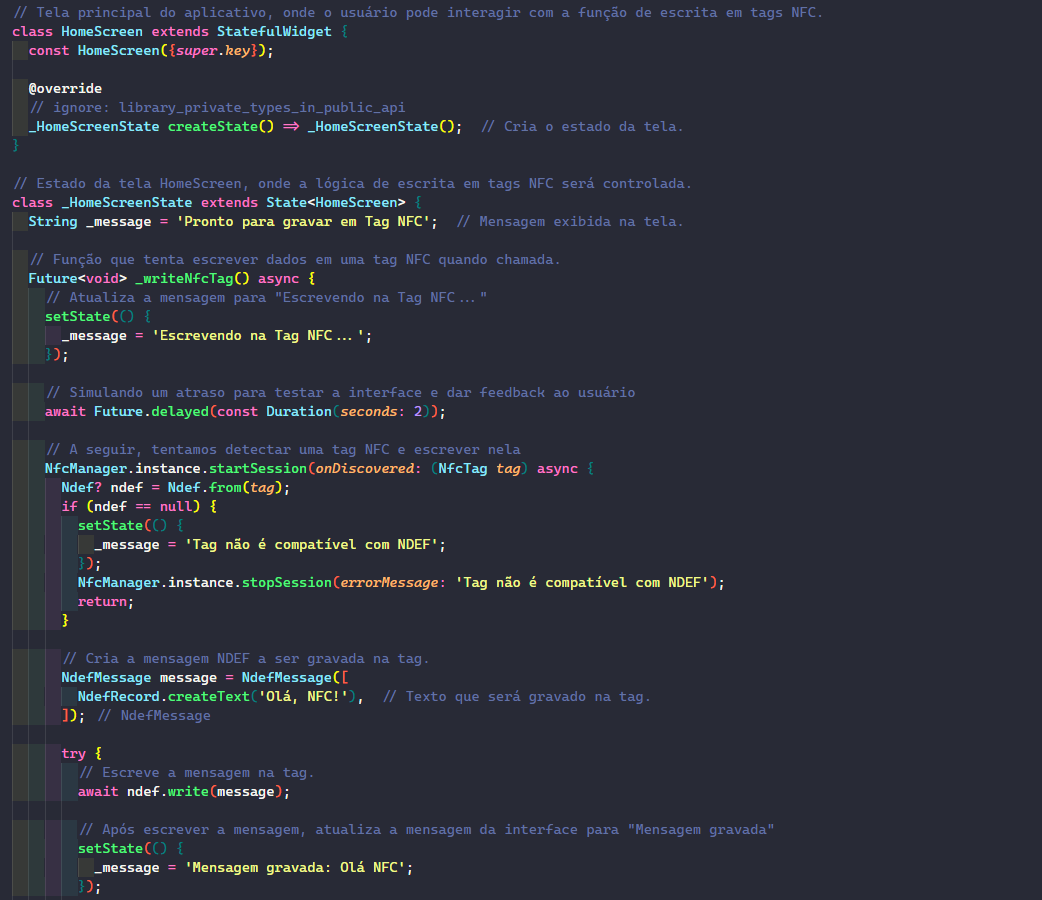 // Tela principal do aplicativo, onde o usuário pode interagir com a função de escrita em tags NFC.
class HomeScreen extends StatefulWidget {
  const HomeScreen({super.key});

  @override
  // ignore: library_private_types_in_public_api
  _HomeScreenState createState() => _HomeScreenState();  // Cria o estado da tela.
}

// Estado da tela HomeScreen, onde a lógica de escrita em tags NFC será controlada.
class _HomeScreenState extends State<HomeScreen> {
  String _message = 'Pronto para gravar em Tag NFC';  // Mensagem exibida na tela.

  // Função que tenta escrever dados em uma tag NFC quando chamada.
  Future<void> _writeNfcTag() async {
    // Atualiza a mensagem para "Escrevendo na Tag NFC..."
    setState(() {
      _message = 'Escrevendo na Tag NFC...';
    });

    // Simulando um atraso para testar a interface e dar feedback ao usuário
    await Future.delayed(const Duration(seconds: 2));

    // A seguir, tentamos detectar uma tag NFC e escrever nela
    NfcManager.instance.startSession(onDiscovered: (NfcTag tag) async {
      Ndef? ndef = Ndef.from(tag);
      if (ndef == null) {
        setState(() {
          _message = 'Tag não é compatível com NDEF';
        });
        NfcManager.instance.stopSession(errorMessage: 'Tag não é compatível com NDEF');
        return;
      }

      // Cria a mensagem NDEF a ser gravada na tag.
      NdefMessage message = NdefMessage([
        NdefRecord.createText('Olá, NFC!'),  // Texto que será gravado na tag.
      ]); // NdefMessage

      try {
        // Escreve a mensagem na tag.
        await ndef.write(message);

        // Após escrever a mensagem, atualiza a mensagem da interface para "Mensagem gravada"
        setState(() {
          _message = 'Mensagem gravada: Olá NFC';
        });